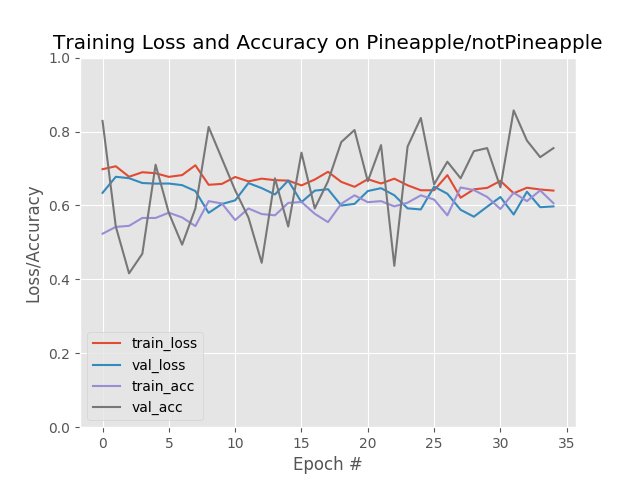 Training Loss and Accuracy on Pineapple/notPineapple
1.0
0.8
0.6
0.4
0.2
0.0
Loss/Accuracy
train_loss
val_loss
train_acc
val_acc
0 5 10 15 20 25 30 35
Epoch #